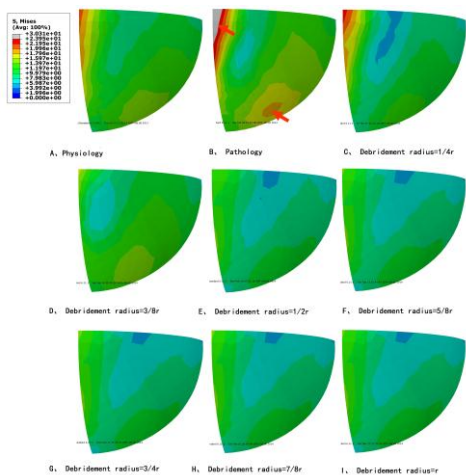 S, Mises
(Avg: 100%)
+3.031e+01
+2.395e+01
+2.195e+01
+1.996e+01
+1.796e+01
+1.597e+01
+1.397e+01
+1.197e+01
+9.979e+00
+7.983e+00
+5.987e+00
+3.992e+00
+1.996e+00
+0.000e+00
A、Physiology
B、 Pathology
C、 Debridement radius=1/4r
D、 Debridement radius=3/8r
E、 Debridement radius=1/2r
F、 Debridement radius=5/8r
G、 Debridement radius=3/4r
H、 Debridement radius=7/8r
I、 Debridement radius=r